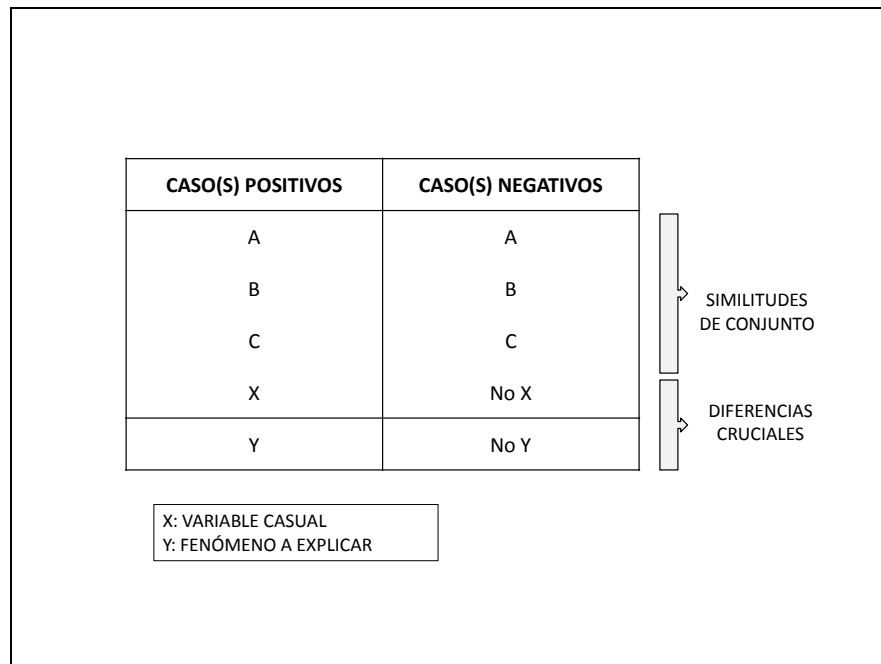 CASO(S) POSITIVOS CASO(S) NEGATIVOS
A A
B B
C C
X No X
Y No Y
SIMILITUDES
DE CONJUNTO
DIFERENCIAS
CRUCIALES
X: VARIABLE CASUAL
Y: FENÓMENO A EXPLICAR